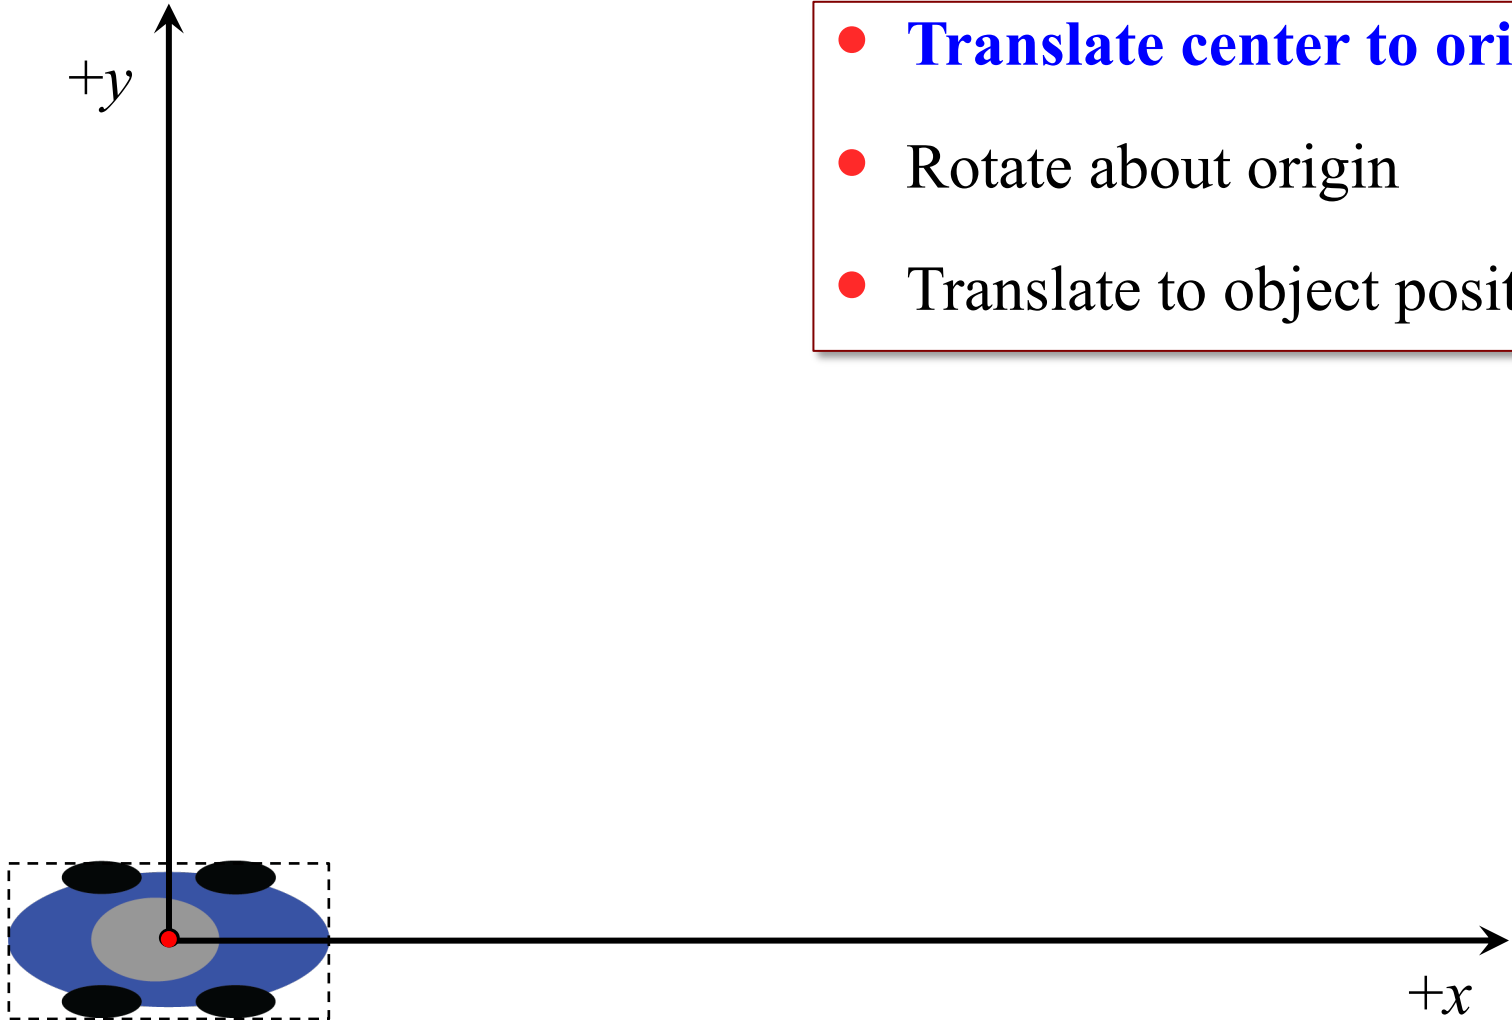 +y
• Translate center to ori
• Rotate about origin
• Translate to object posit
+x